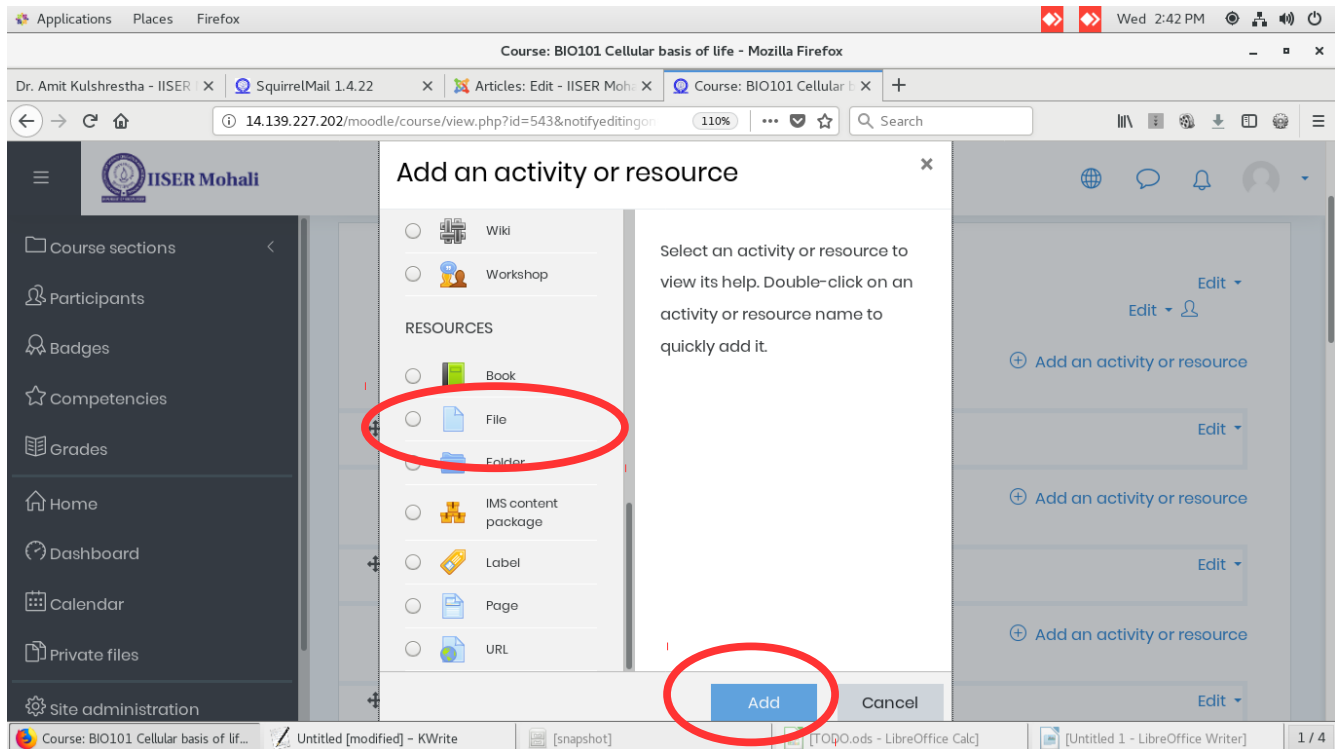 Applications Places Firefox Wed 2:42 PM
Course: BIO101 Cellular basis of life - Mozilla Firefox
Dr. Amit Kulshrestha - IISER SquirrelMail 1.4.22 Articles: Edit - IISER Moha Course: BIO101 Cellular b
14.139.227.202/moodle/course/view.php?id=543&notifyeditingon 110% Search
IISER Mohali
Add an activity or resource
Course sections
Participants
Badges
Competencies
Grades
Home
Dashboard
Calendar
Private files
Site administration
Wiki
Workshop
RESOURCES
Book
File
Folder
IMS content
package
Label
Page
URL
Select an activity or resource to
view its help. Double-click on an
activity or resource name to
quickly add it.
Add Cancel
Edit
Edit
Add an activity or resource
Edit
Add an activity or resource
Edit
Add an activity or resource
Edit
Course: BIO101 Cellular basis of lif... Untitled [modified] - KWrite [snapshot] [TODO.ods - LibreOffice Calc] [Untitled 1 - LibreOffice Writer] 1 / 4